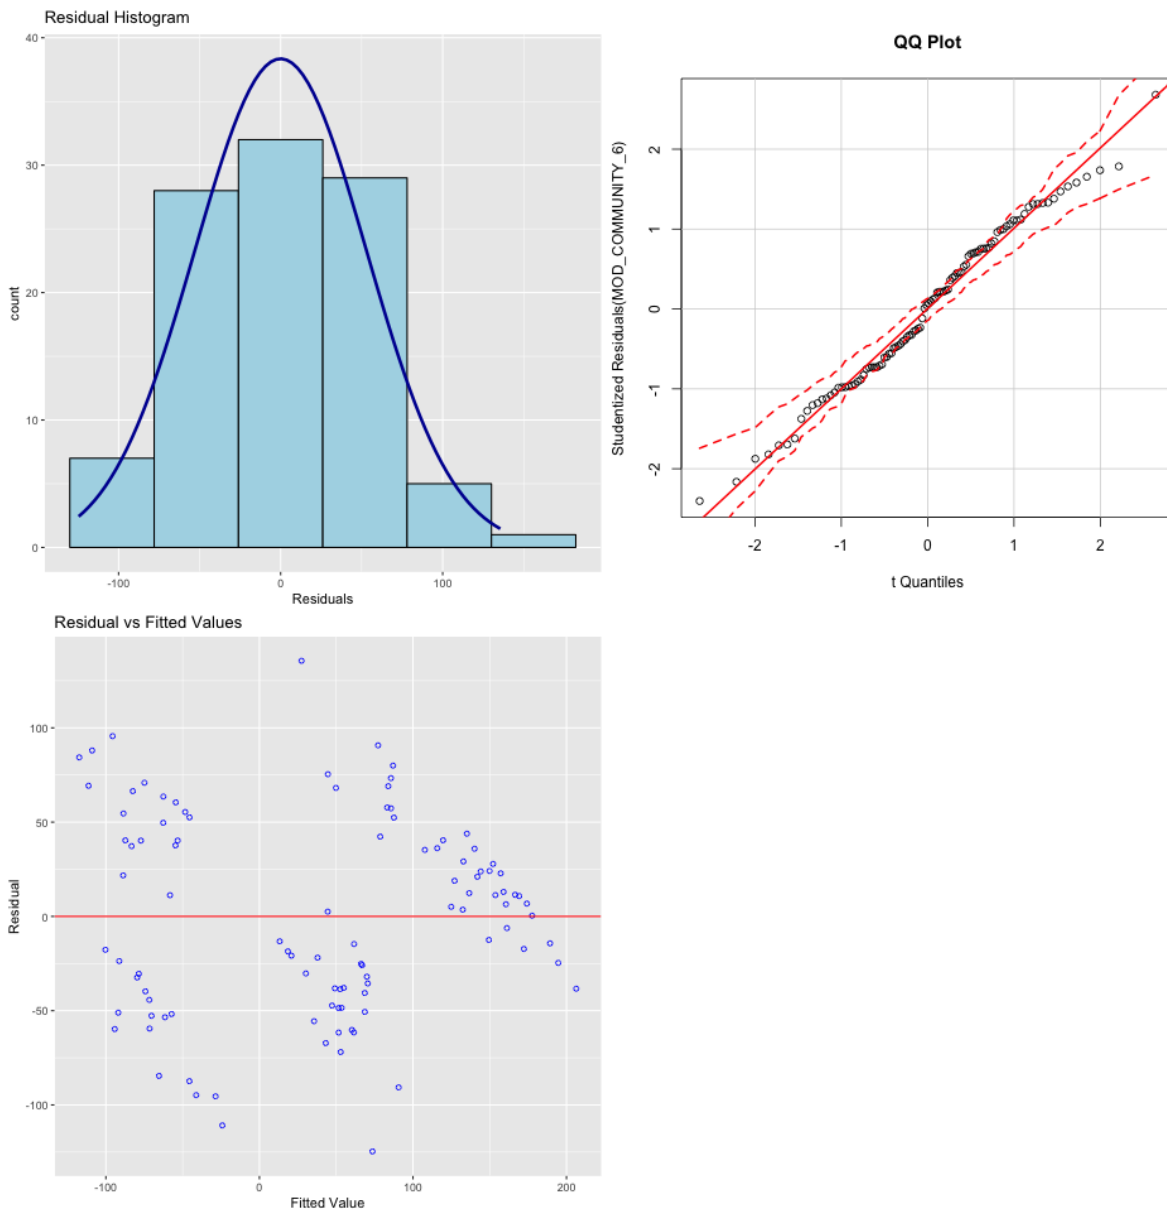 Residual Histogram
40
30
20
10
0
count
-100 0 100
Residuals
QQ Plot
2
1
0
-1
-2
Studentized Residuals(MOD_COMMUNITY_6)
-2 -1 0 1 2
t Quantiles
Residual vs Fitted Values
100
50
0
-50
-100
Residual
-100 0 100 200
Fitted Value